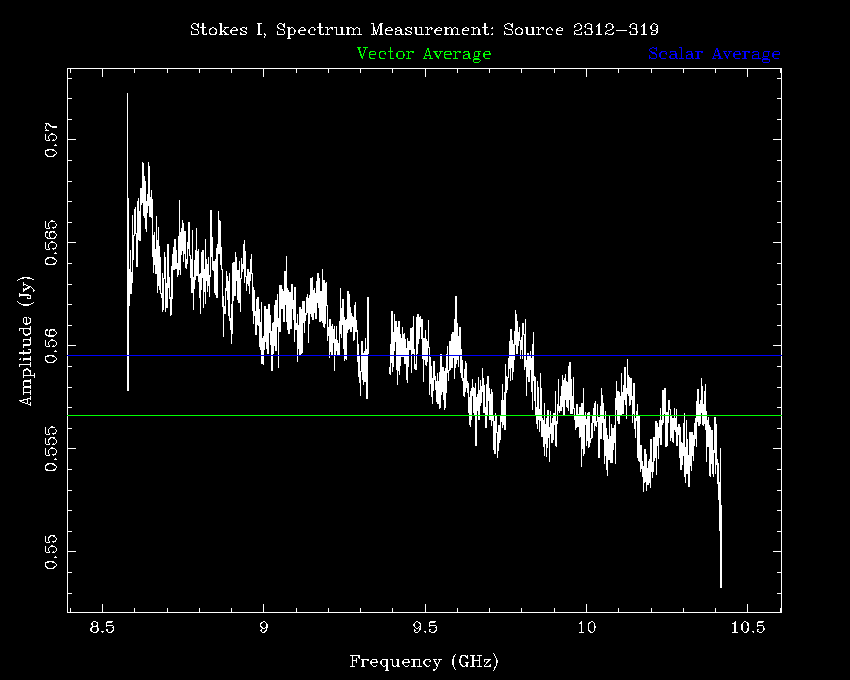 Stokes I, Spectrum Measurement: Source 2312-319
Vector Average Scalar Average
Amplitude (Jy)
0.57
0.565
0.56
0.555
0.55
8.5 9 9.5 10 10.5
Frequency (GHz)